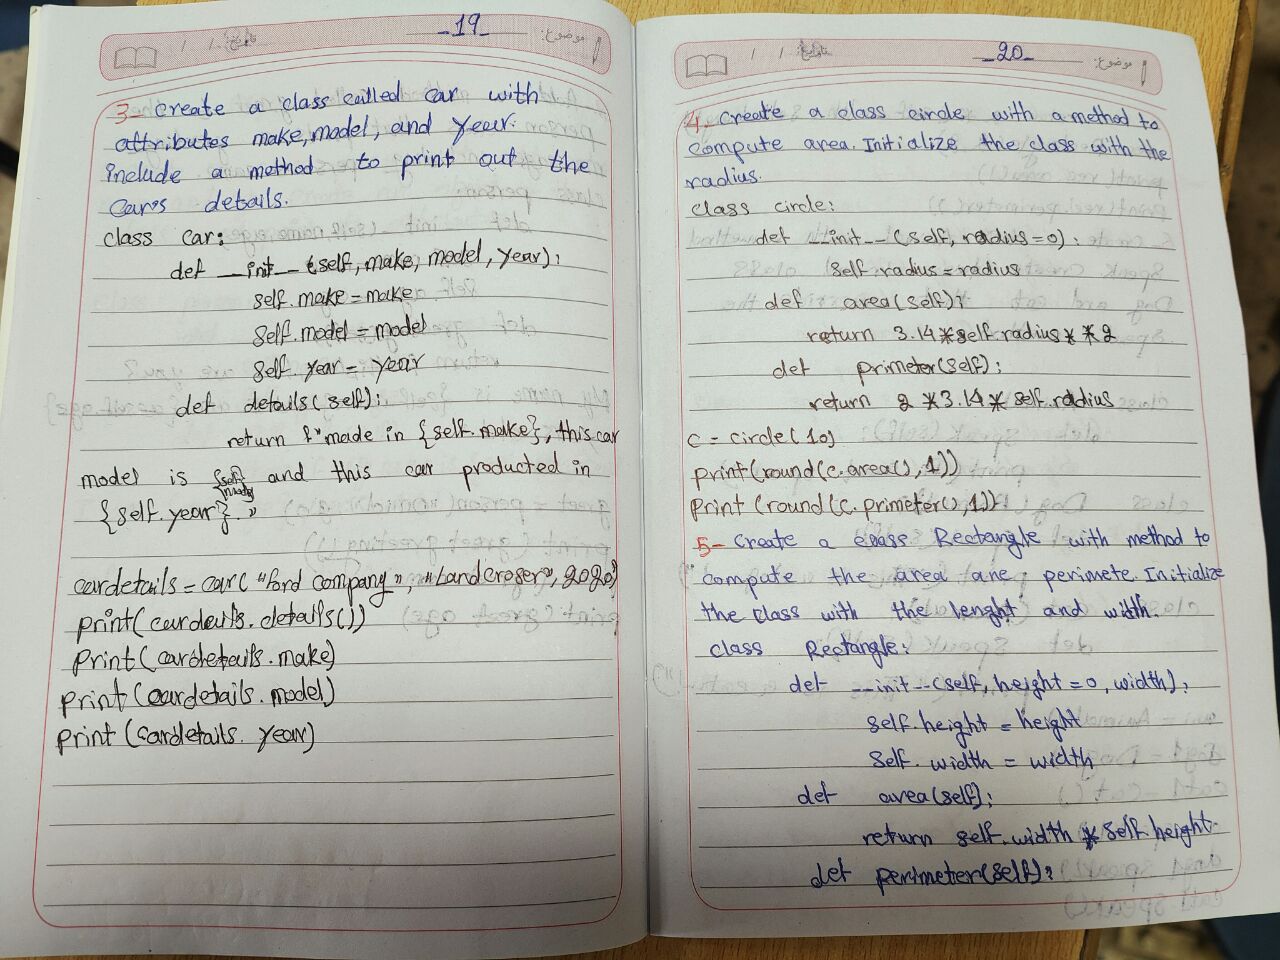 موضوع: -19- تاریخ: / /
3- Create a class called car with
attributes make, model, and year.
include a method to print out the
car's details.
class car:
def __init__ (self, make, model, year):
self.make = make
self.model = model
self.year = year
def details(self):
return f"made in {self.make}, this car
model is {self.model} and this car producted in
{self.year}."
cardetails = car("ford company", "Landcroser", 2020)
print(cardetails.details())
print(cardetails.make)
print(cardetails.model)
print(cardetails.year)
موضوع: -20- تاریخ: / /
4- Create a class circle with a method to
compute area. Initialize the class with the
radius.
class circle:
def __init__(self, radius=0):
self.radius = radius
def area(self):
return 3.14*self.radius**2
def primeter(self):
return 2*3.14*self.radius
c = circle(10)
print(round(c.area(),1))
print(round(c.primeter(),1))
5- Create a class Rectangle with method to
compute the area ane perimete. Initialize
the class with the lenght and width.
class Rectangle:
def __init__(self, height=0, width):
self.height = height
self.width = width
def area(self):
return self.width * self.height
def perimeter(self):